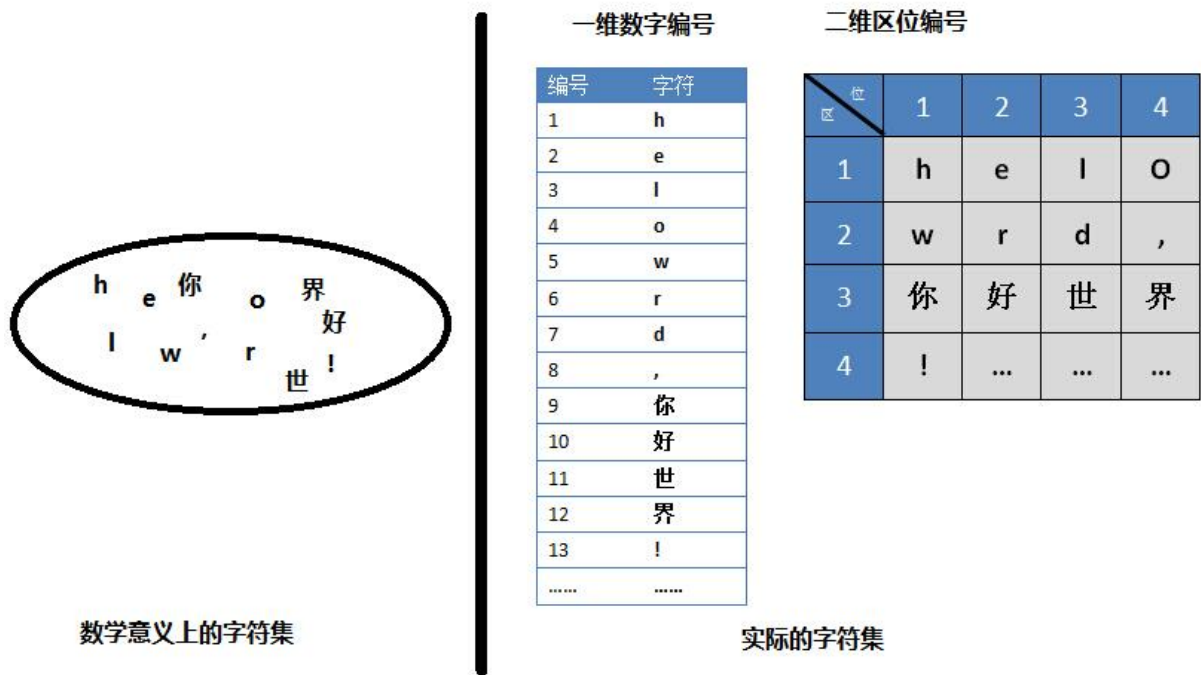 h e 你 o 界
l w ′ r 好
世 !
数学意义上的字符集
一维数字编号
编号 字符
1 h
2 e
3 l
4 o
5 w
6 r
7 d
8 ,
9 你
10 好
11 世
12 界
13 !
...... ......
二维区位编号
区 位 1 2 3 4
1 h e l O
2 w r d ,
3 你 好 世 界
4 ! ... ... ...
实际的字符集